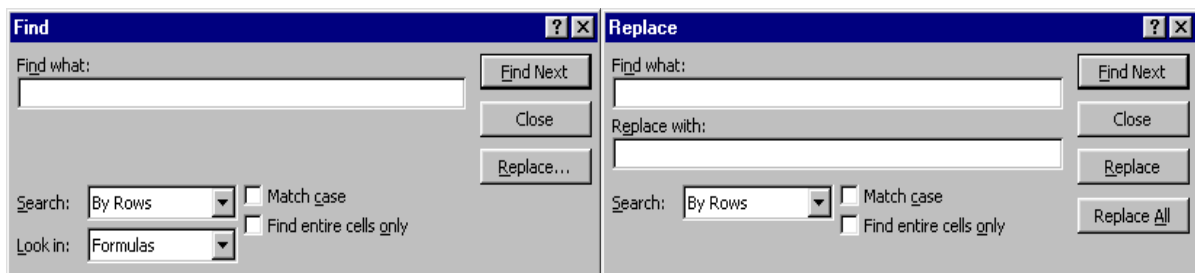 Find
Find what:
Find Next
Close
Replace...
Search: By Rows
Match case
Find entire cells only
Look in: Formulas
Replace
Find what:
Find Next
Replace with:
Close
Replace
Search: By Rows
Match case
Find entire cells only
Replace All